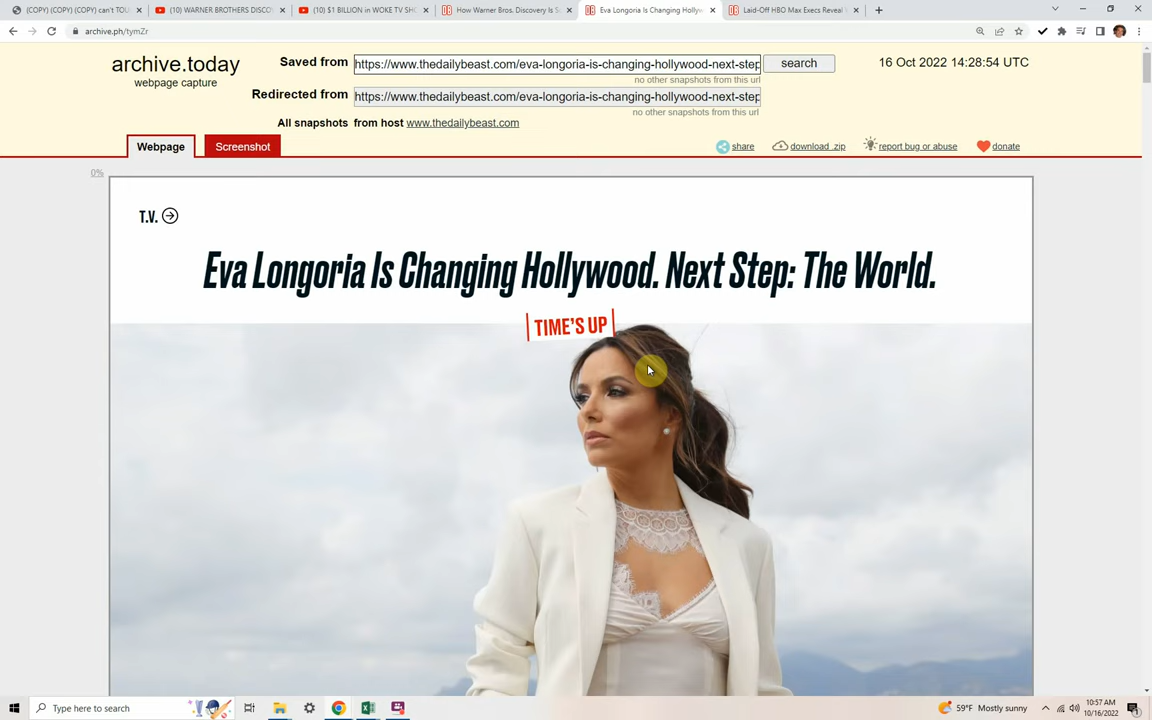 (COPY) (COPY) (COPY) can't TOU
(10) WARNER BROTHERS DISCO
(10) $1 BILLION in WOKE TV SH
How Warner Bros. Discovery Is S
Eva Longoria Is Changing Hollyw
Laid-Off HBO Max Execs Reveal
archive.ph/tymZr
archive.today
webpage capture
Saved from
https://www.thedailybeast.com/eva-longoria-is-changing-hollywood-next-step
search
16 Oct 2022 14:28:54 UTC
no other snapshots from this url
Redirected from
https://www.thedailybeast.com/eva-longoria-is-changing-hollywood-next-step
no other snapshots from this url
All snapshots from host www.thedailybeast.com
Webpage
Screenshot
share
download .zip
report bug or abuse
donate
0%
T.V.
Eva Longoria Is Changing Hollywood. Next Step: The World.
TIME'S UP
Type here to search
59°F Mostly sunny
10:57 AM
10/16/2022